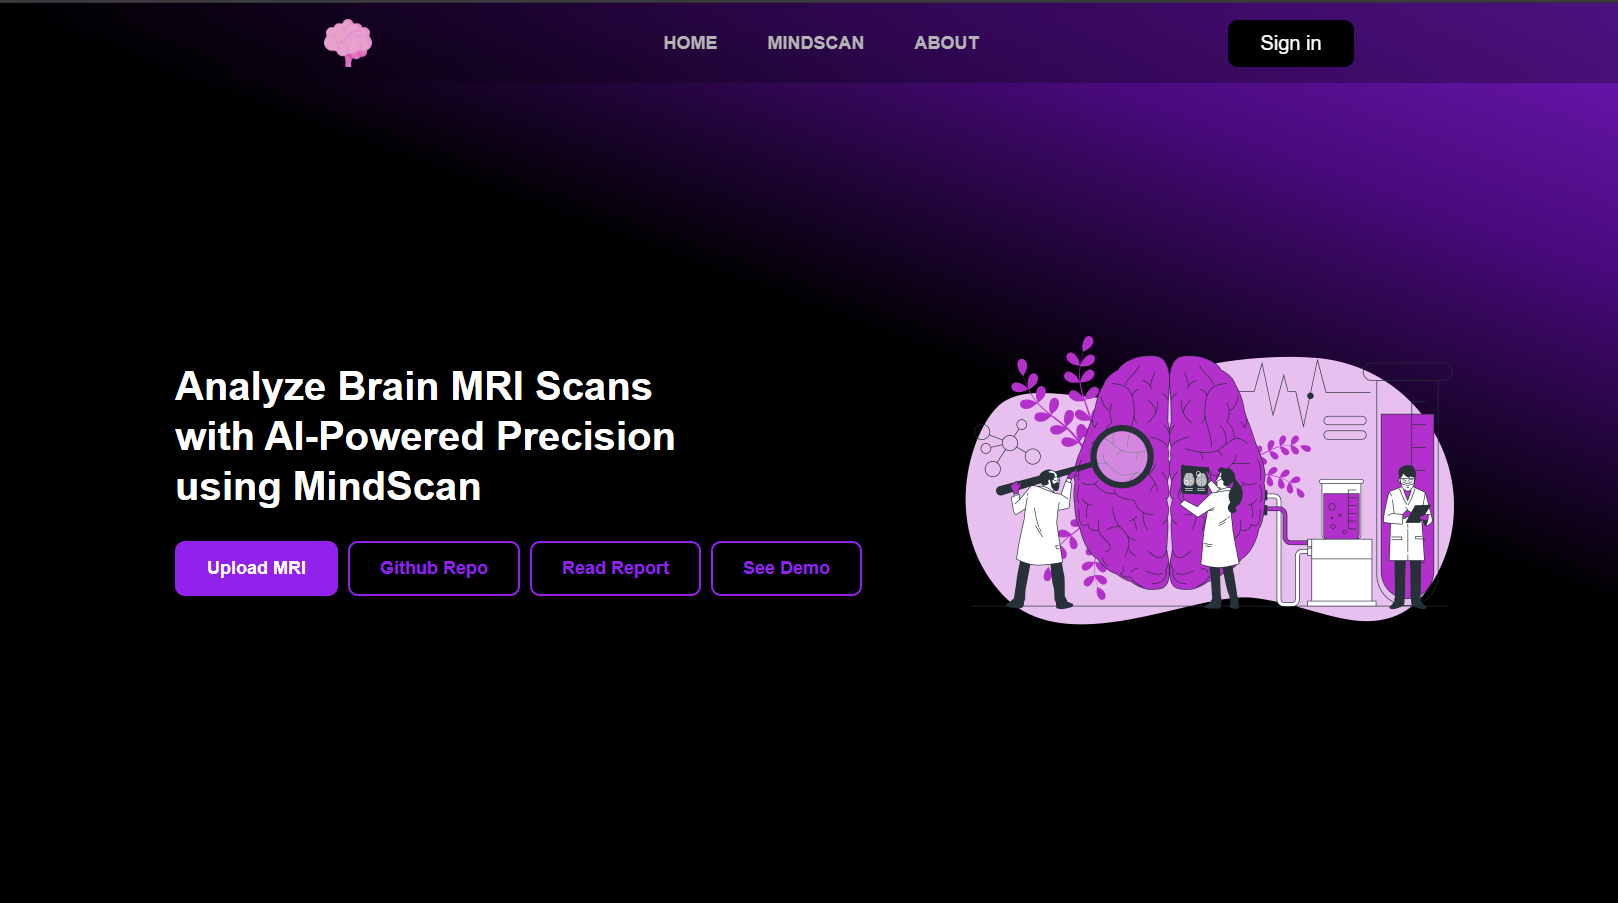 HOME MINDSCAN ABOUT Sign in
Analyze Brain MRI Scans
with AI-Powered Precision
using MindScan
Upload MRI Github Repo Read Report See Demo